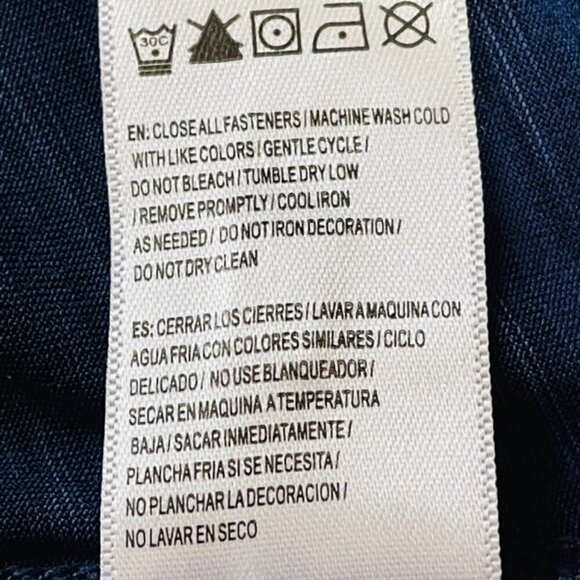 30C
EN: CLOSE ALL FASTENERS / MACHINE WASH COLD
WITH LIKE COLORS / GENTLE CYCLE /
DO NOT BLEACH / TUMBLE DRY LOW
/ REMOVE PROMPTLY / COOL IRON
AS NEEDED / DO NOT IRON DECORATION /
DO NOT DRY CLEAN
ES: CERRAR LOS CIERRES / LAVAR A MAQUINA CON
AGUA FRIA CON COLORES SIMILARES / CICLO
DELICADO / NO USE BLANQUEADOR /
SECAR EN MAQUINA A TEMPERATURA
BAJA / SACAR INMEDIATAMENTE /
PLANCHA FRIA SI SE NECESITA /
NO PLANCHAR LA DECORACION /
NO LAVAR EN SECO